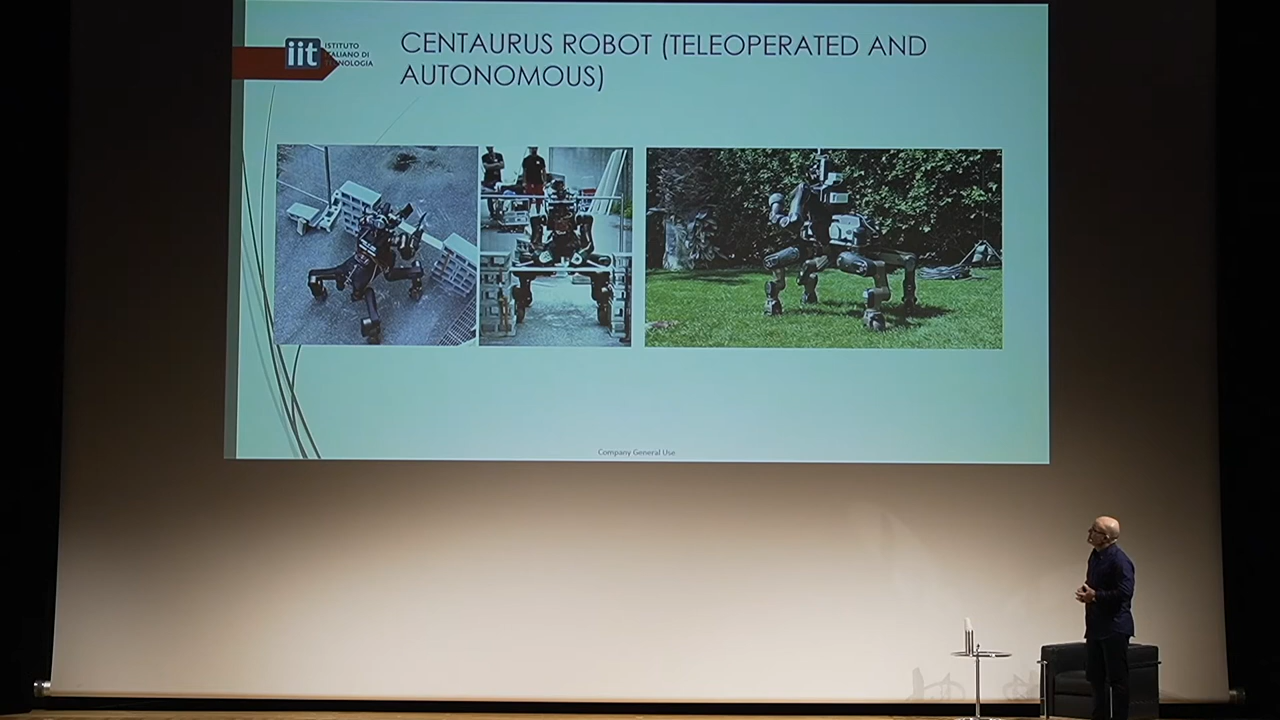 iit
ISTITUTO
ITALIANO DI
TECNOLOGIA
CENTAURUS ROBOT (TELEOPERATED AND
AUTONOMOUS)
Company General Use